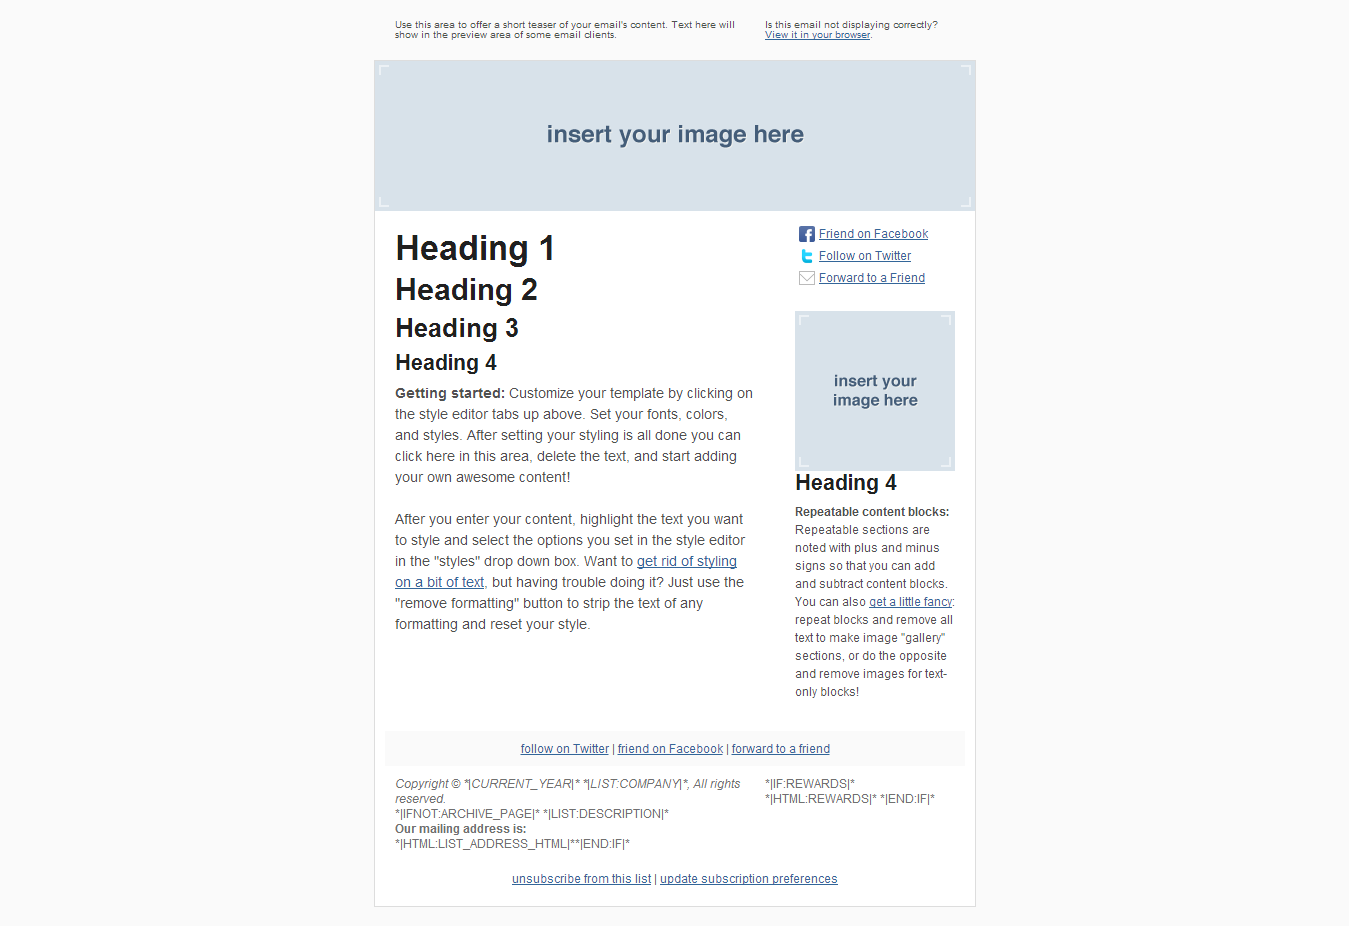 Use this area to offer a short teaser of your email's content. Text here will
show in the preview area of some email clients.
Is this email not displaying correctly?
View it in your browser.
insert your image here
Heading 1
Heading 2
Heading 3
Heading 4
Getting started: Customize your template by clicking on
the style editor tabs up above. Set your fonts, colors,
and styles. After setting your styling is all done you can
click here in this area, delete the text, and start adding
your own awesome content!
After you enter your content, highlight the text you want
to style and select the options you set in the style editor
in the "styles" drop down box. Want to get rid of styling
on a bit of text, but having trouble doing it? Just use the
"remove formatting" button to strip the text of any
formatting and reset your style.
Friend on Facebook
Follow on Twitter
Forward to a Friend
insert your
image here
Heading 4
Repeatable content blocks:
Repeatable sections are
noted with plus and minus
signs so that you can add
and subtract content blocks.
You can also get a little fancy:
repeat blocks and remove all
text to make image "gallery"
sections, or do the opposite
and remove images for text-
only blocks!
follow on Twitter | friend on Facebook | forward to a friend
Copyright © *|CURRENT_YEAR|* *|LIST:COMPANY|*, All rights
reserved.
*|IFNOT:ARCHIVE_PAGE|* *|LIST:DESCRIPTION|*
Our mailing address is:
*|HTML:LIST_ADDRESS_HTML|**|END:IF|*
*|IF:REWARDS|*
*|HTML:REWARDS|* *|END:IF|*
unsubscribe from this list | update subscription preferences